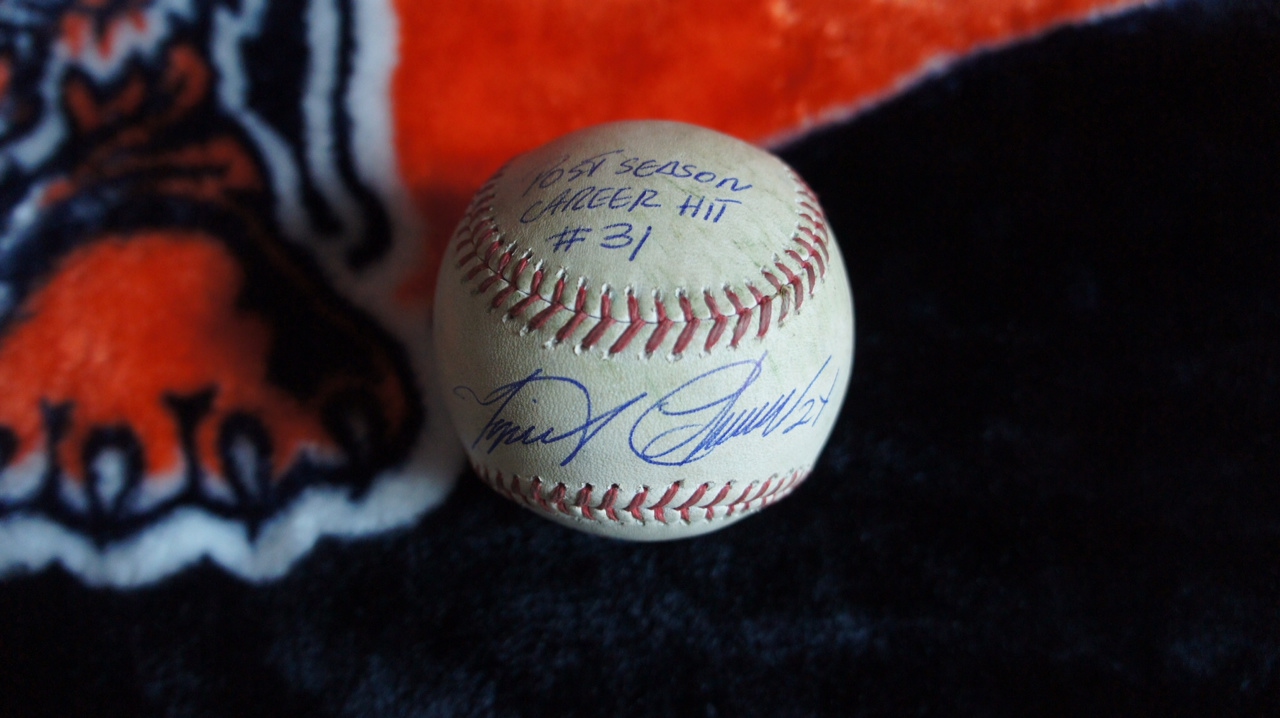 POST SEASON
CAREER HIT
#31
24